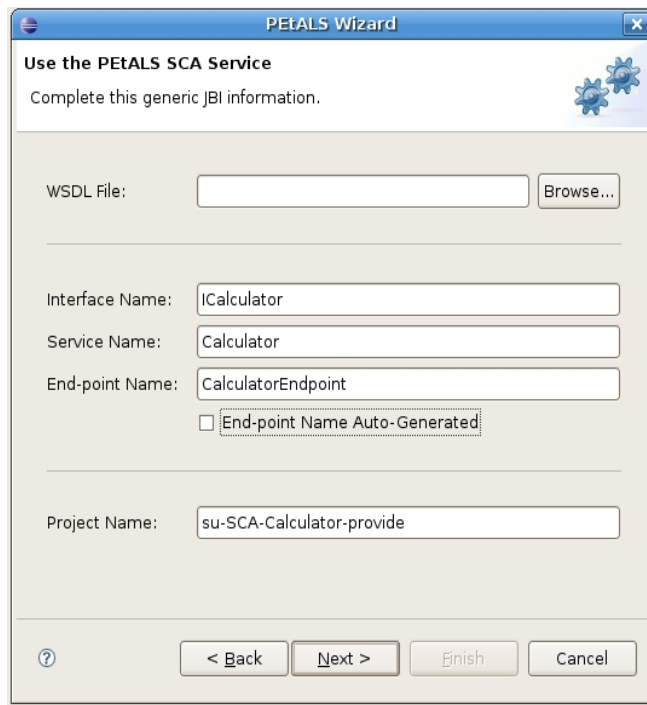 PEtALS Wizard
Use the PEtALS SCA Service
Complete this generic JBI information.
WSDL File:
Browse...
Interface Name: ICalculator
Service Name: Calculator
End-point Name: CalculatorEndpoint
End-point Name Auto-Generated
Project Name: su-SCA-Calculator-provide
< Back Next > Finish Cancel